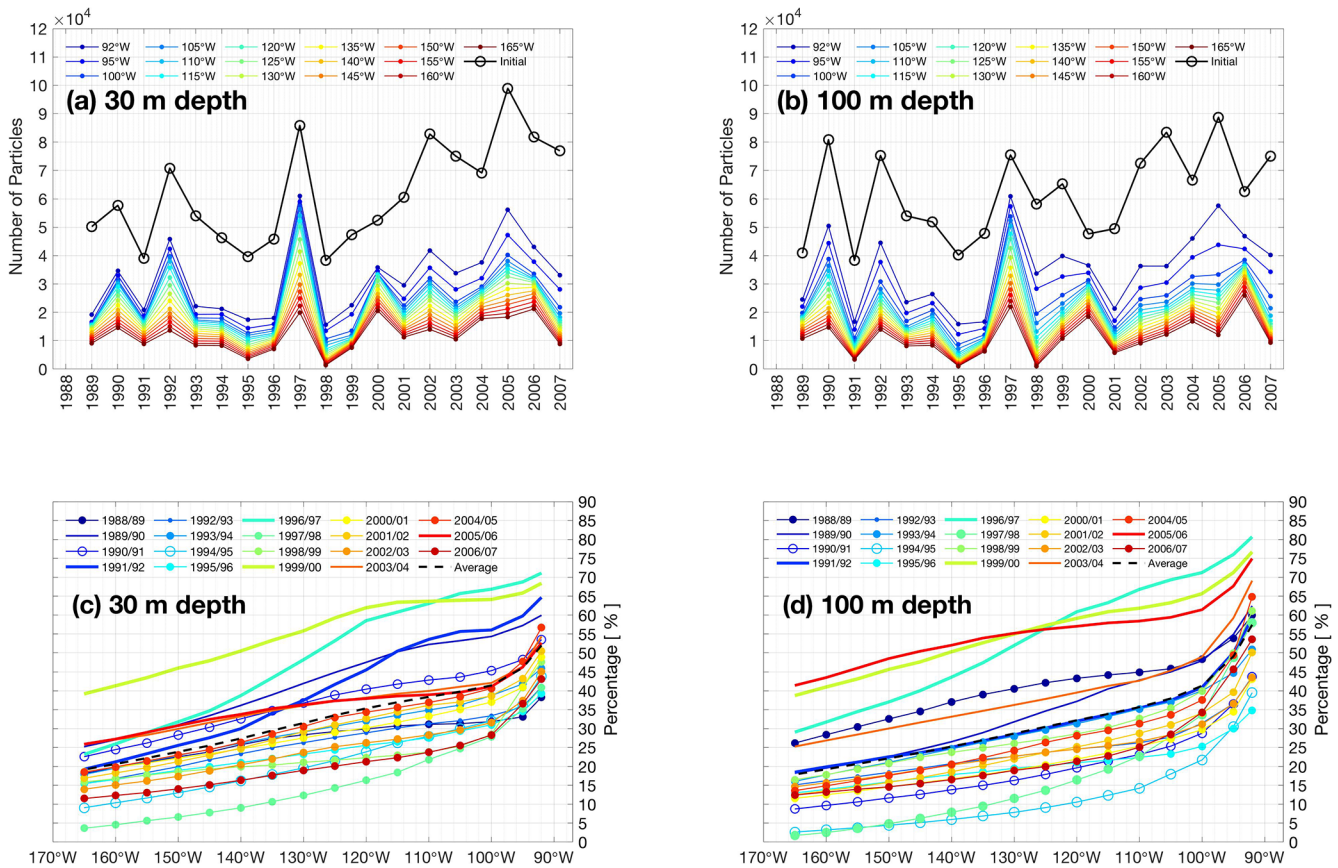 ×10⁴
12
11
10
9
8
7
6
5
4
3
2
1
0
Number of Particles
92°W 105°W 120°W 135°W 150°W 165°W
95°W 110°W 125°W 140°W 155°W Initial
100°W 115°W 130°W 145°W 160°W
(a) 30 m depth
1988 1989 1990 1991 1992 1993 1994 1995 1996 1997 1998 1999 2000 2001 2002 2003 2004 2005 2006 2007
×10⁴
12
11
10
9
8
7
6
5
4
3
2
1
0
Number of Particles
92°W 105°W 120°W 135°W 150°W 165°W
95°W 110°W 125°W 140°W 155°W Initial
100°W 115°W 130°W 145°W 160°W
(b) 100 m depth
1988 1989 1990 1991 1992 1993 1994 1995 1996 1997 1998 1999 2000 2001 2002 2003 2004 2005 2006 2007
1988/89 1992/93 1996/97 2000/01 2004/05
1989/90 1993/94 1997/98 2001/02 2005/06
1990/91 1994/95 1998/99 2002/03 2006/07
1991/92 1995/96 1999/00 2003/04 Average
(c) 30 m depth
90
85
80
75
70
65
60
55
50
45
40
35
30
25
20
15
10
5
0
Percentage [ % ]
170°W 160°W 150°W 140°W 130°W 120°W 110°W 100°W 90°W
1988/89 1992/93 1996/97 2000/01 2004/05
1989/90 1993/94 1997/98 2001/02 2005/06
1990/91 1994/95 1998/99 2002/03 2006/07
1991/92 1995/96 1999/00 2003/04 Average
(d) 100 m depth
90
85
80
75
70
65
60
55
50
45
40
35
30
25
20
15
10
5
0
Percentage [ % ]
170°W 160°W 150°W 140°W 130°W 120°W 110°W 100°W 90°W